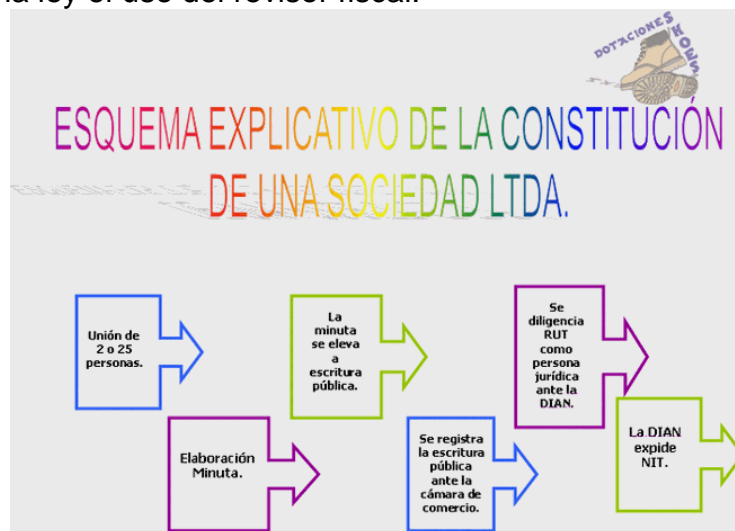 la ley el uso del revisor fiscal.
DOTACIONES SHOES
ESQUEMA EXPLICATIVO DE LA CONSTITUCIÓN
DE UNA SOCIEDAD LTDA.
Unión de
2 o 25
personas.
Elaboración
Minuta.
La
minuta
se eleva
a
escritura
pública.
Se registra
la escritura
pública
ante la
cámara de
comercio.
Se
diligencia
RUT
como
persona
jurídica
ante la
DIAN.
La DIAN
expide
NIT.